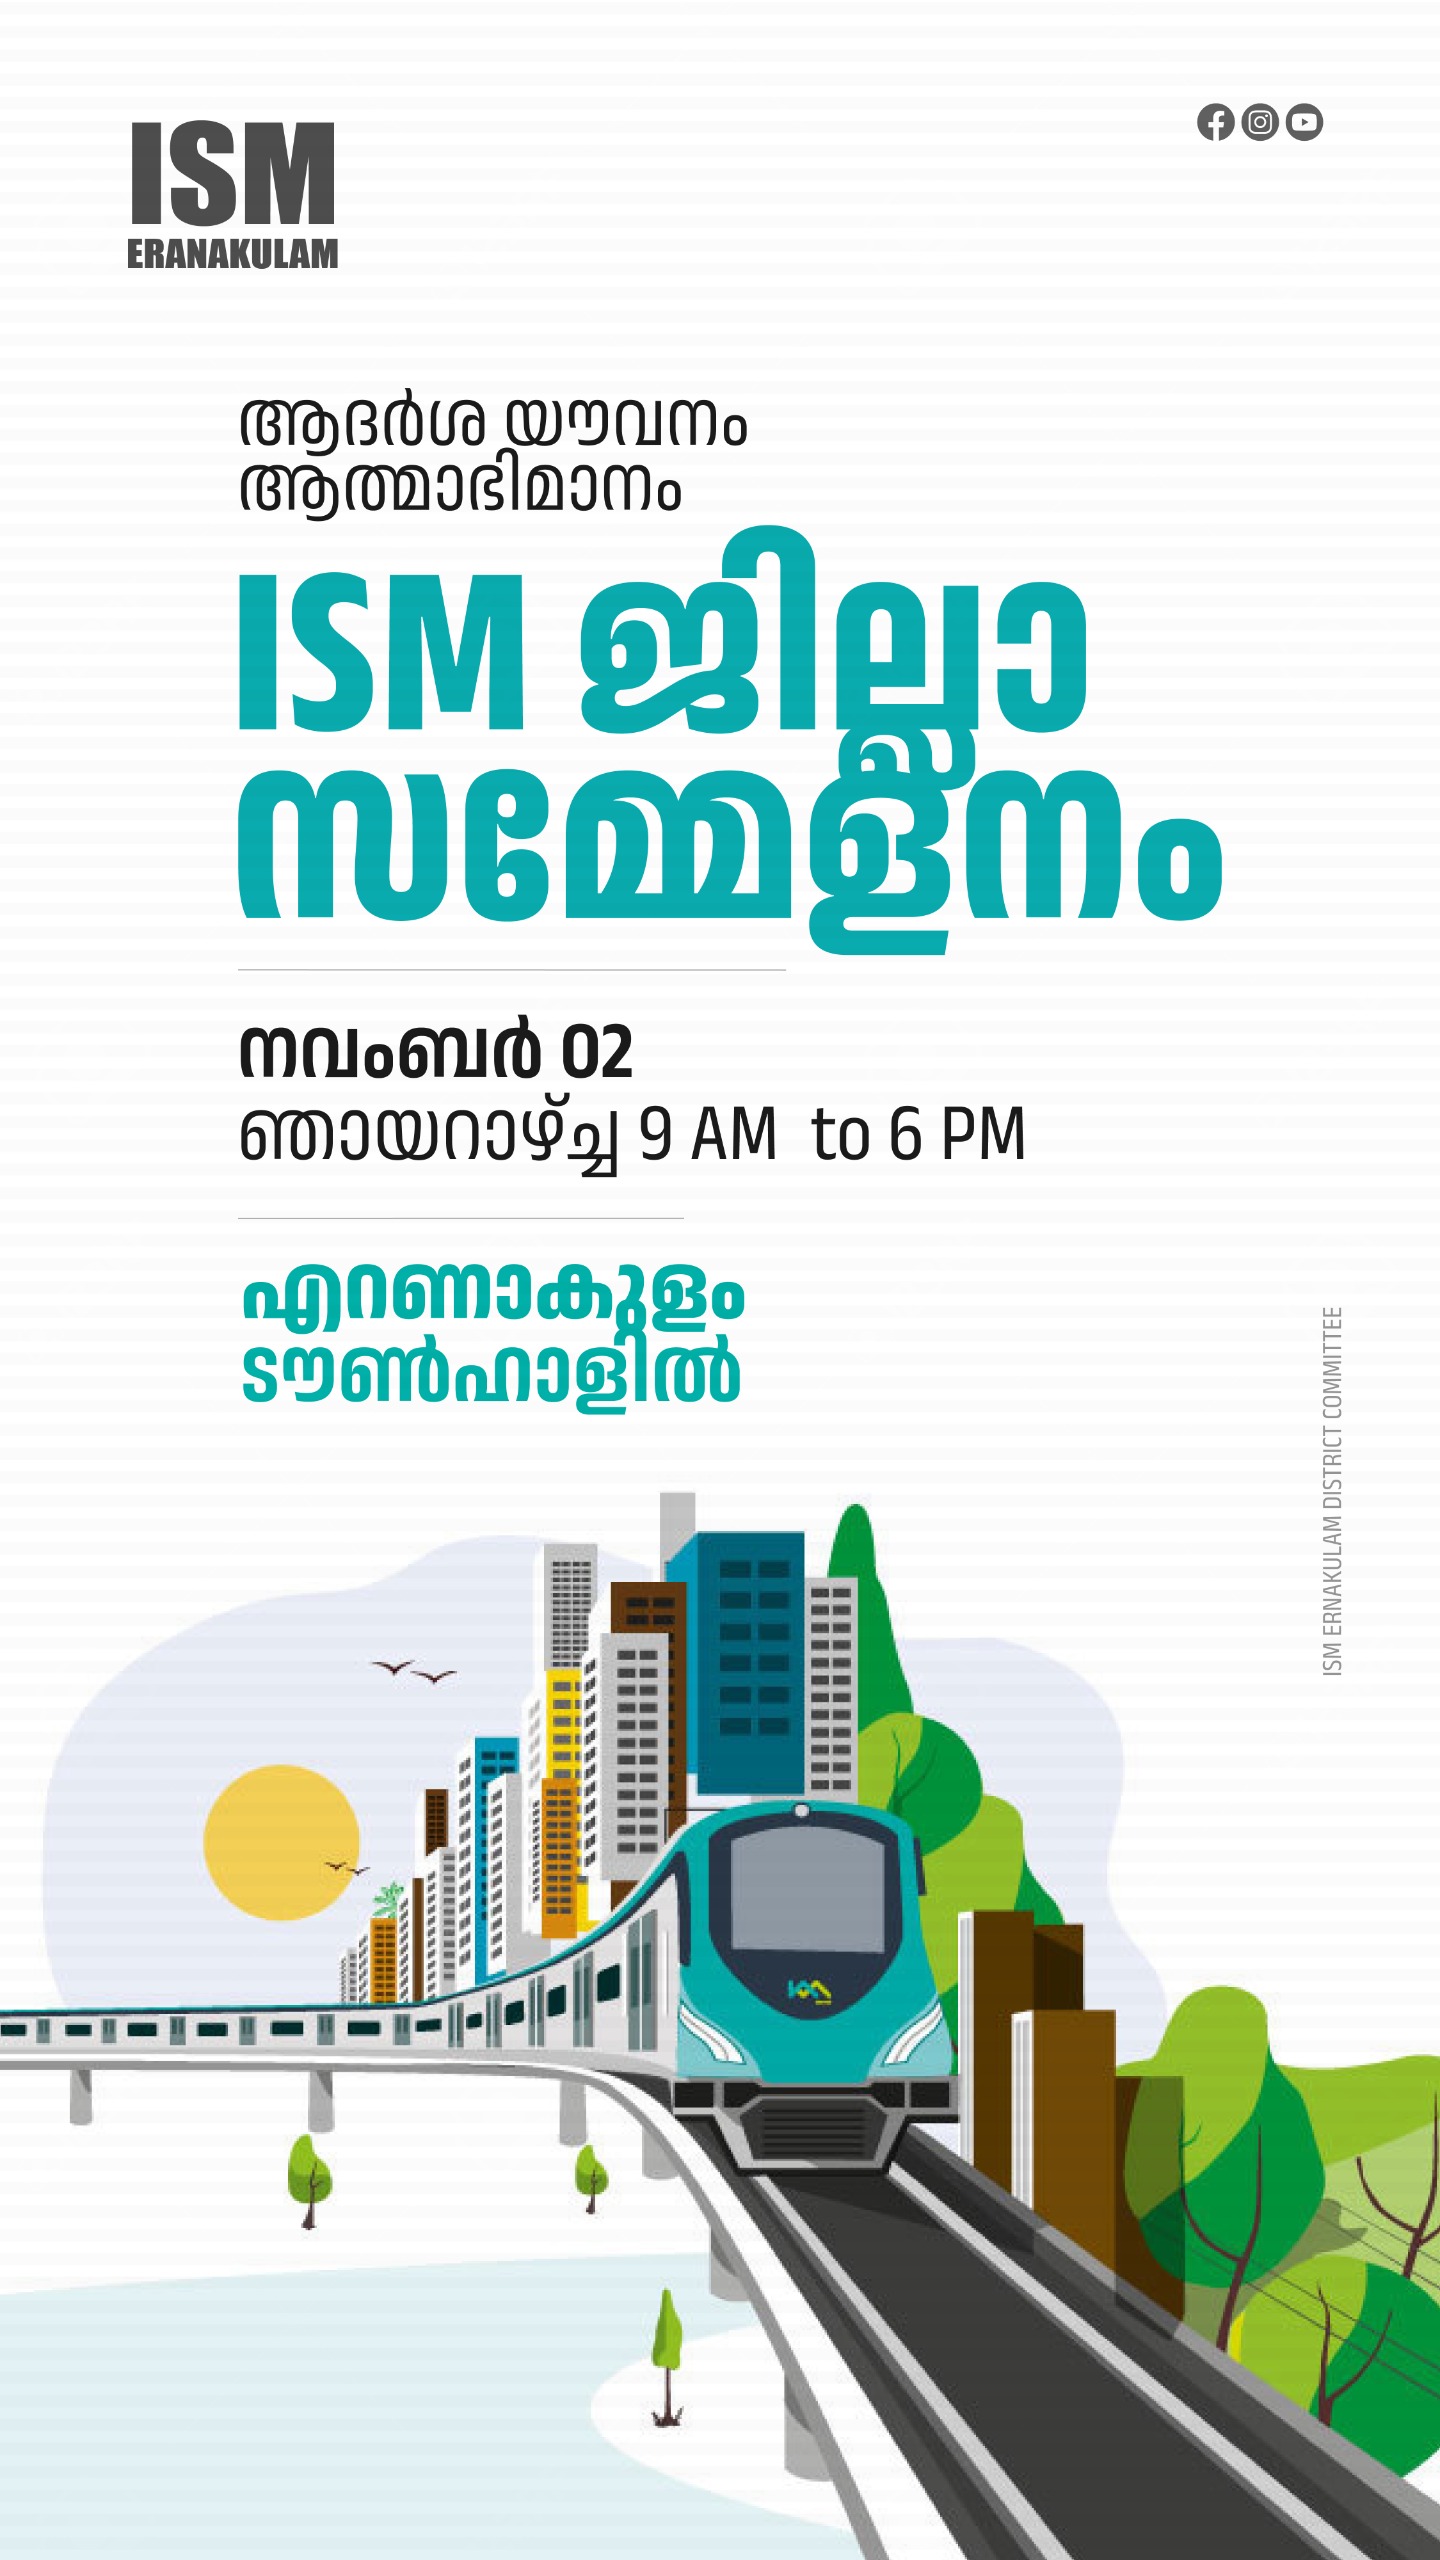 ISM
ERANAKULAM
ആദർശ യൗവനം
ആത്മാഭിമാനം
ISM ജില്ലാ
സമ്മേളനം
നവംബർ 02
ഞായറാഴ്ച്ച 9 AM to 6 PM
എറണാകുളം
ടൗൺഹാളിൽ
ISM ERNAKULAM DISTRICT COMMITTEE